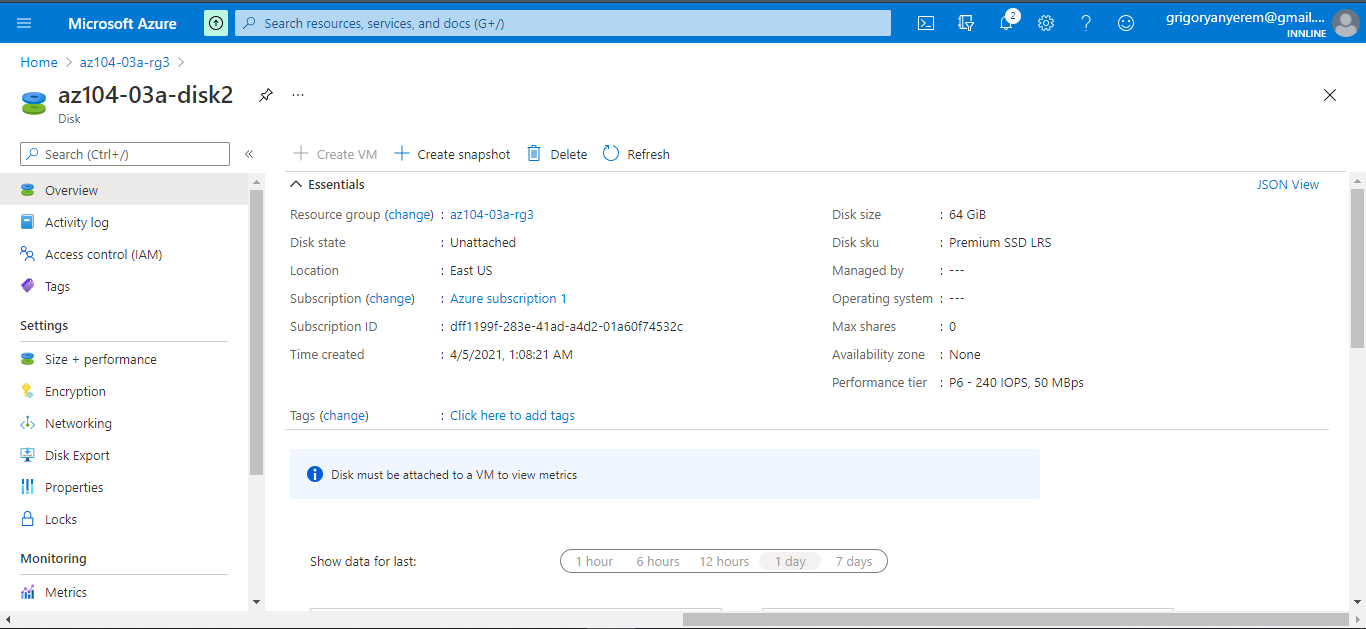 Microsoft Azure
Search resources, services, and docs (G+/)
2
grigoryanyerem@gmail....
INNLINE
Home > az104-03a-rg3 >
az104-03a-disk2
...
Disk
Search (Ctrl+/)
«
Create VM
Create snapshot
Delete
Refresh
Overview
Activity log
Access control (IAM)
Tags
Settings
Size + performance
Encryption
Networking
Disk Export
Properties
Locks
Monitoring
Metrics
Essentials
JSON View
Resource group (change) : az104-03a-rg3
Disk state : Unattached
Location : East US
Subscription (change) : Azure subscription 1
Subscription ID : dff1199f-283e-41ad-a4d2-01a60f74532c
Time created : 4/5/2021, 1:08:21 AM
Tags (change) : Click here to add tags
Disk size : 64 GiB
Disk sku : Premium SSD LRS
Managed by : ---
Operating system : ---
Max shares : 0
Availability zone : None
Performance tier : P6 - 240 IOPS, 50 MBps
Disk must be attached to a VM to view metrics
Show data for last:
1 hour
6 hours
12 hours
1 day
7 days